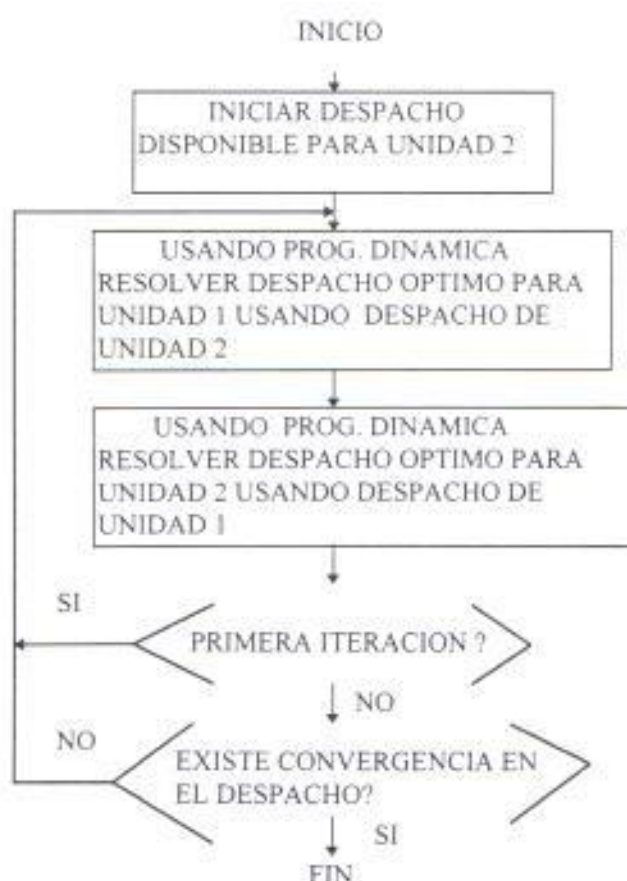 INICIO
INICIAR DESPACHO
DISPONIBLE PARA UNIDAD 2
USANDO PROG. DINAMICA
RESOLVER DESPACHO OPTIMO PARA
UNIDAD 1 USANDO DESPACHO DE
UNIDAD 2
USANDO PROG. DINAMICA
RESOLVER DESPACHO OPTIMO PARA
UNIDAD 2 USANDO DESPACHO DE
UNIDAD 1
SI
PRIMERA ITERACION ?
NO
NO
EXISTE CONVERGENCIA EN
EL DESPACHO?
SI
FIN